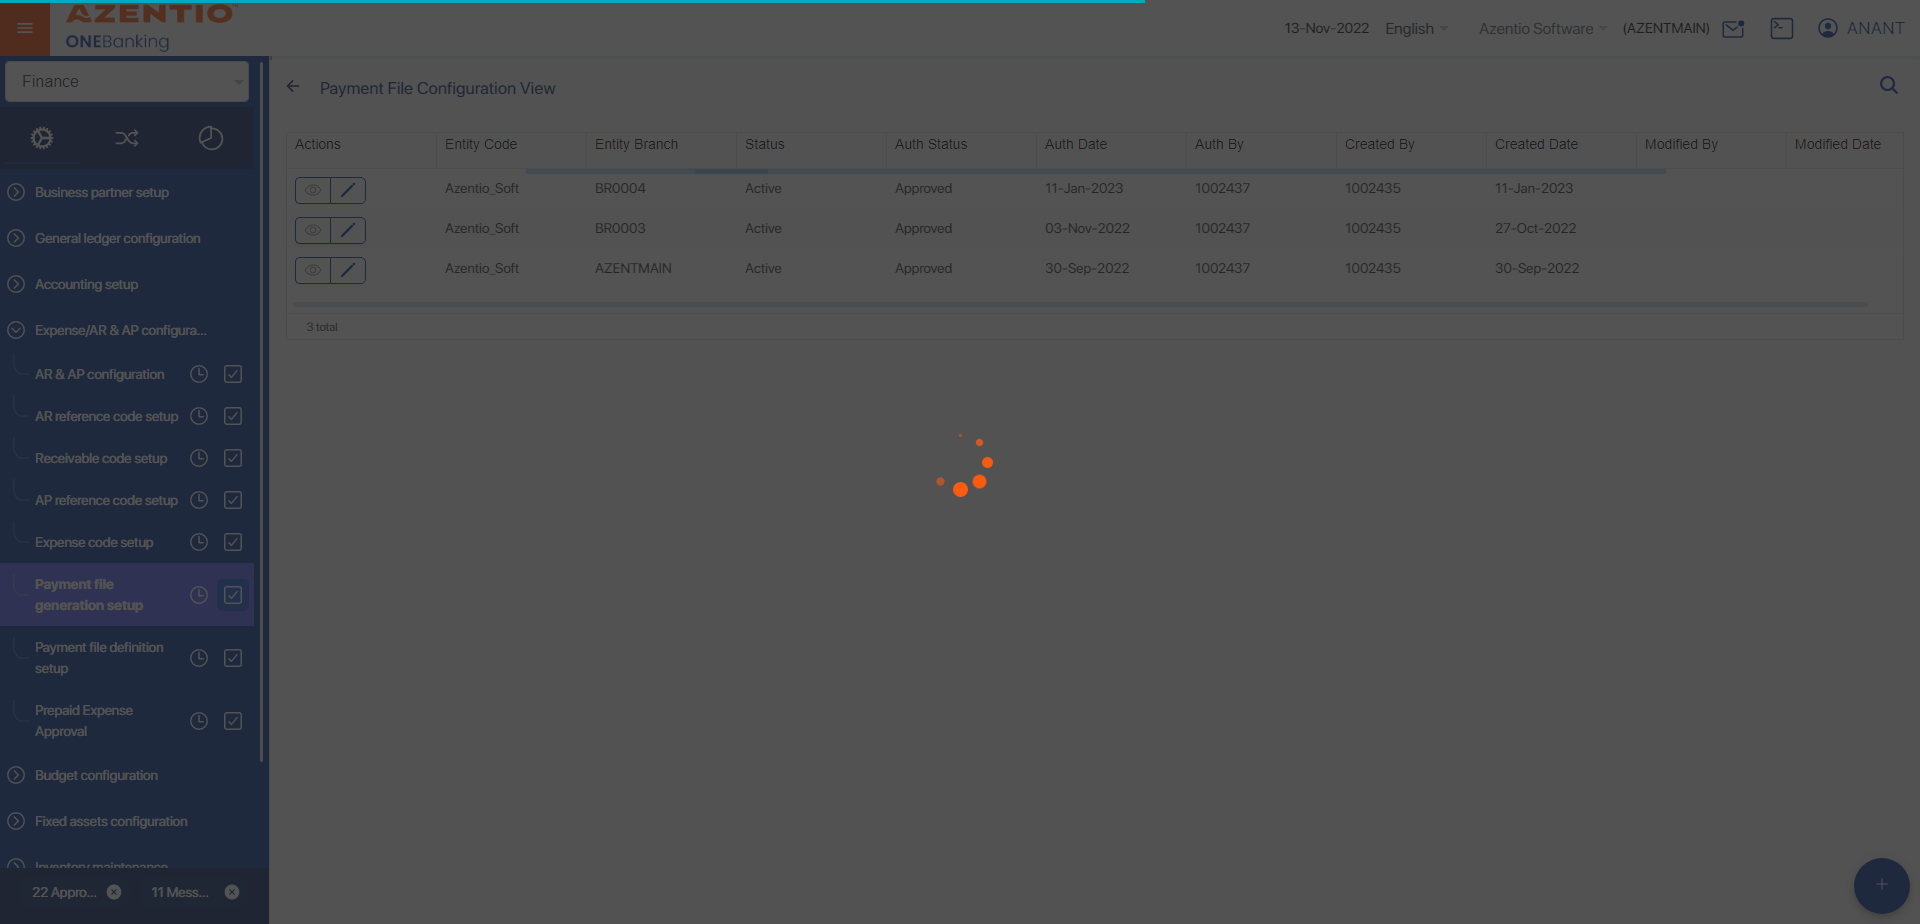 AZENTIO
ONEBanking
13-Nov-2022
English
Azentio Software
(AZENTMAIN)
ANANT
Finance
Business partner setup
General ledger configuration
Accounting setup
Expense/AR & AP configura...
AR & AP configuration
AR reference code setup
Receivable code setup
AP reference code setup
Expense code setup
Payment file
generation setup
Payment file definition
setup
Prepaid Expense
Approval
Budget configuration
Fixed assets configuration
Inventory maintenance
22 Appro...
11 Mess...
Payment File Configuration View
Actions Entity Code Entity Branch Status Auth Status Auth Date Auth By Created By Created Date Modified By Modified Date
Azentio_Soft BR0004 Active Approved 11-Jan-2023 1002437 1002435 11-Jan-2023
Azentio_Soft BR0003 Active Approved 03-Nov-2022 1002437 1002435 27-Oct-2022
Azentio_Soft AZENTMAIN Active Approved 30-Sep-2022 1002437 1002435 30-Sep-2022
3 total